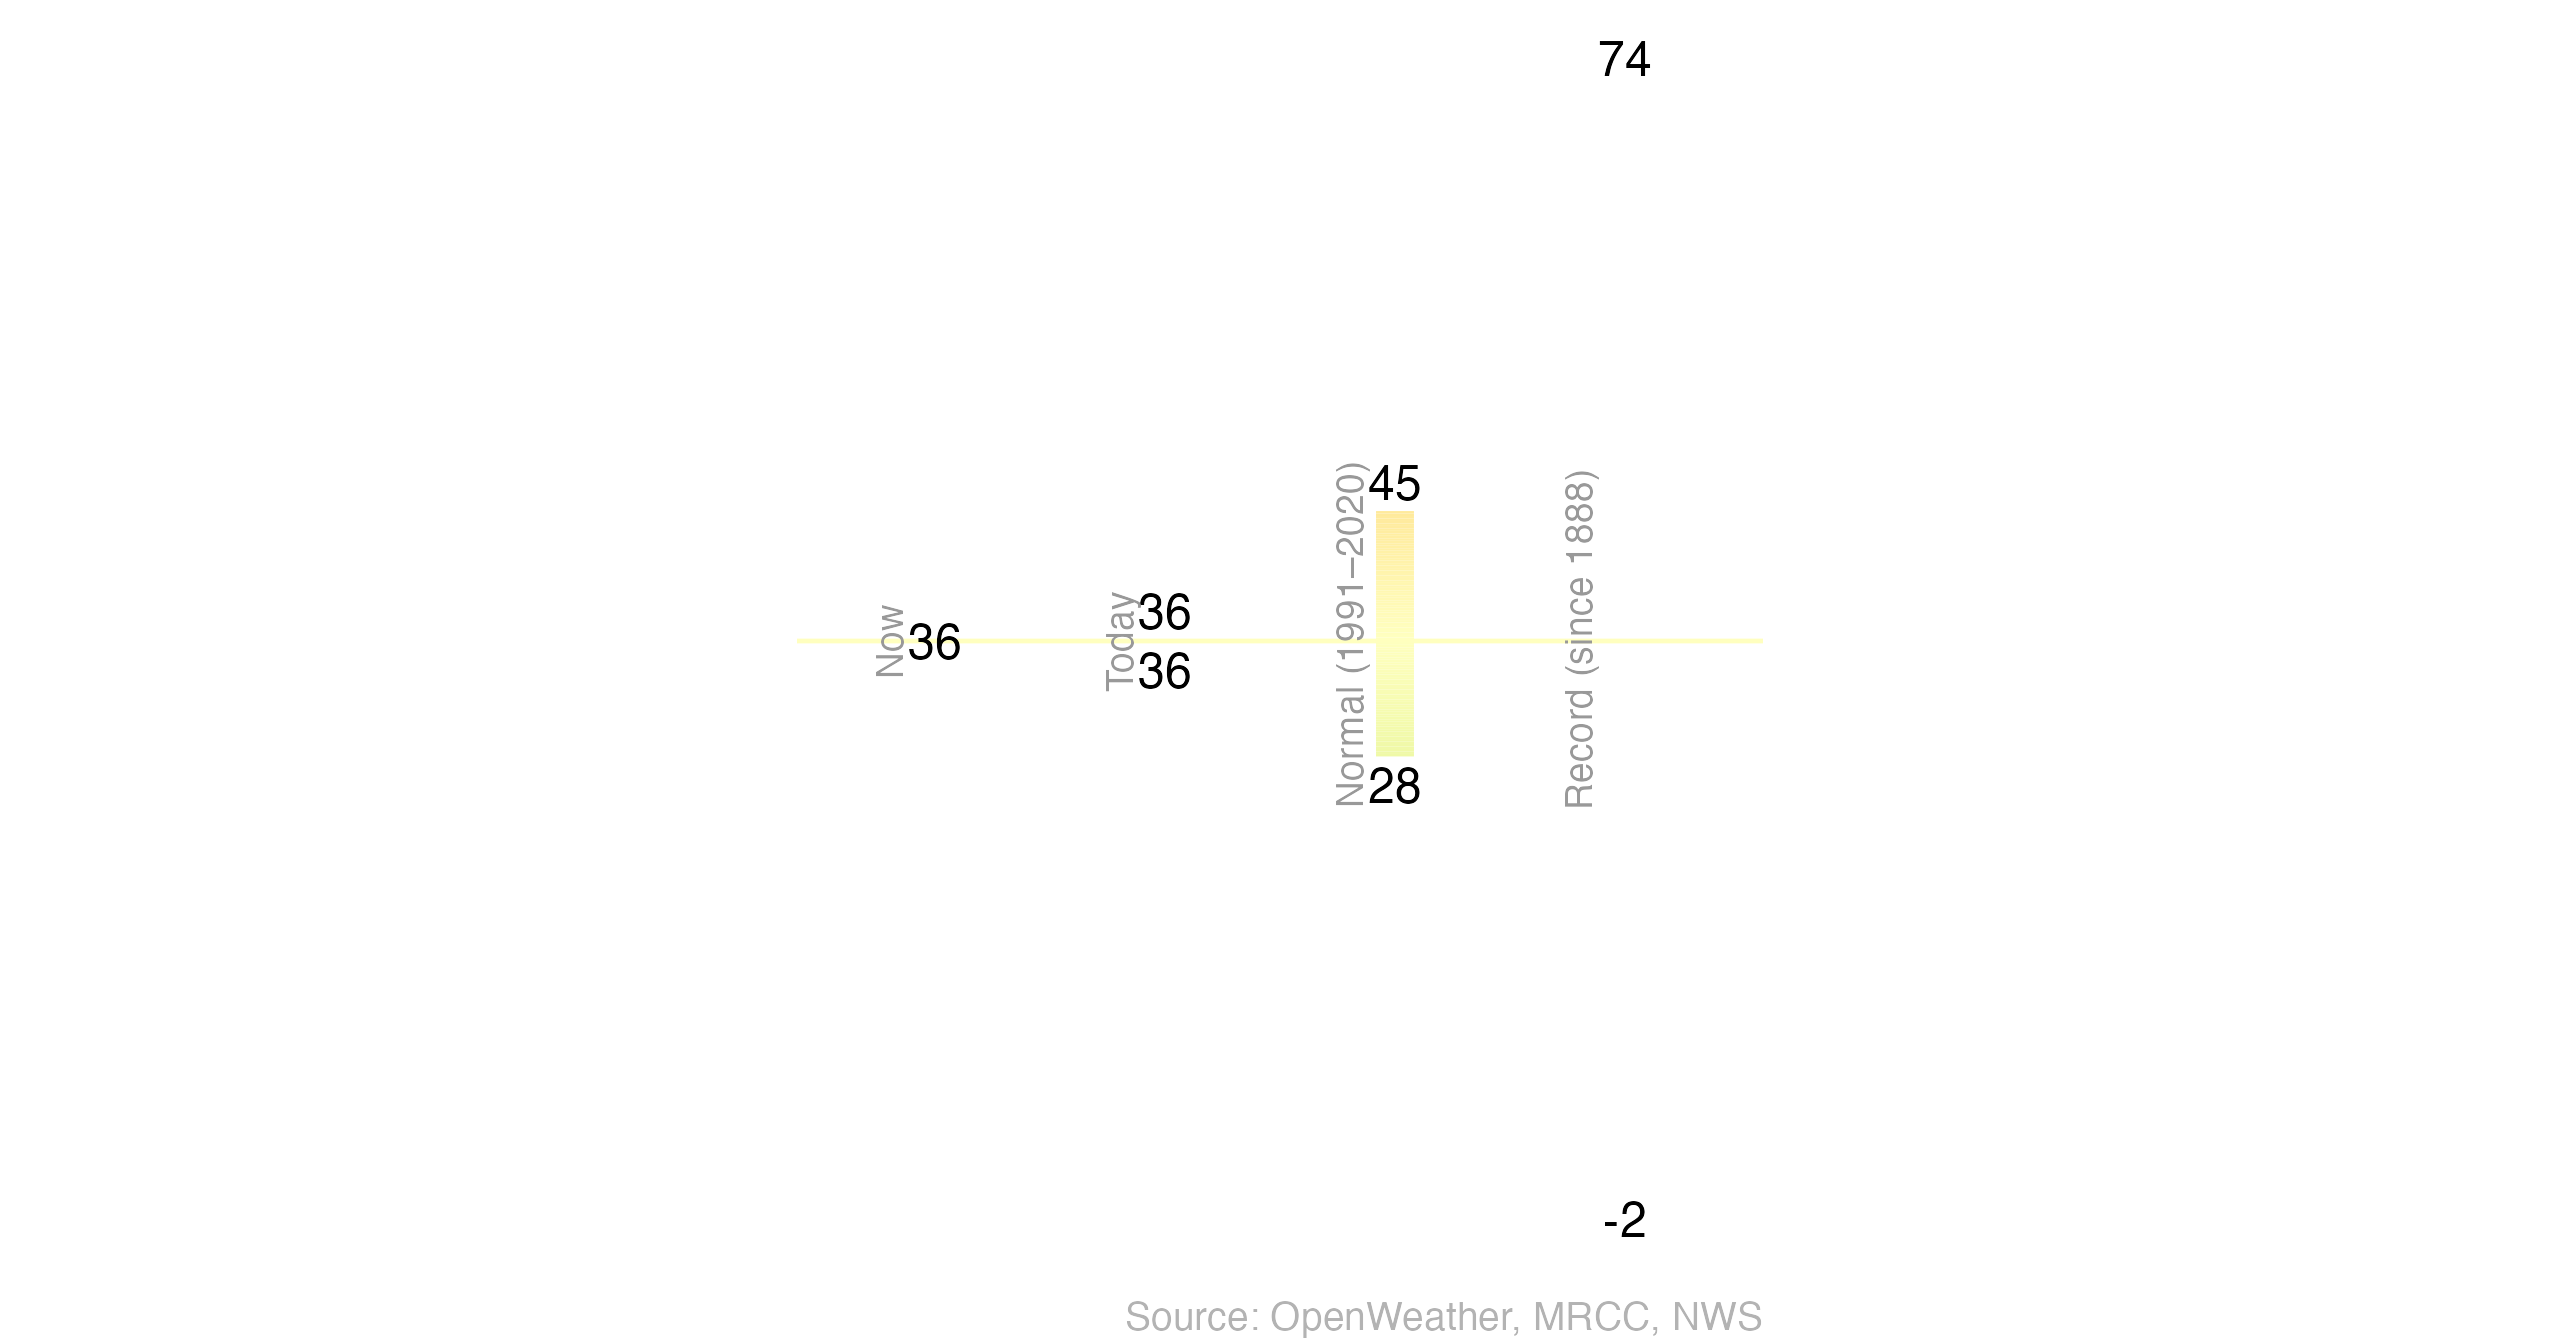 74
45
Normal (1991–2020)
Record (since 1888)
Now
36
Today
36
36
28
-2
Source: OpenWeather, MRCC, NWS